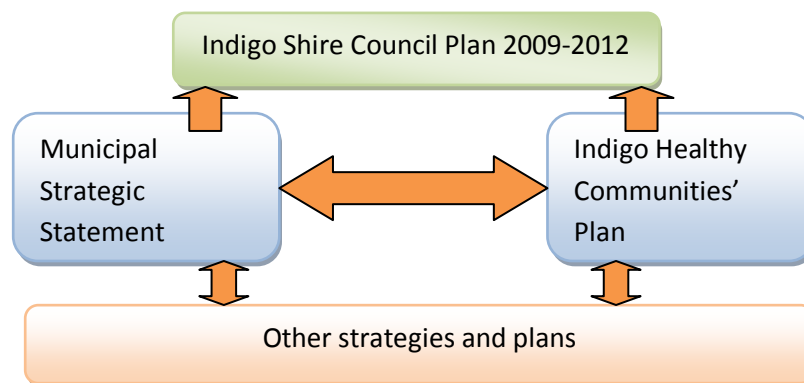 Indigo Shire Council Plan 2009-2012
Municipal
Strategic
Statement
Indigo Healthy
Communities’
Plan
Other strategies and plans